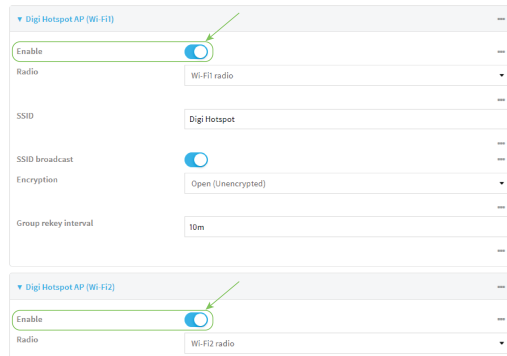 Digi Hotspot AP (Wi-Fi1)
Enable
Radio
Wi-Fi1 radio
SSID
Digi Hotspot
SSID broadcast
Encryption
Open (Unencrypted)
Group rekey interval
10m
Digi Hotspot AP (Wi-Fi2)
Enable
Radio
Wi-Fi2 radio